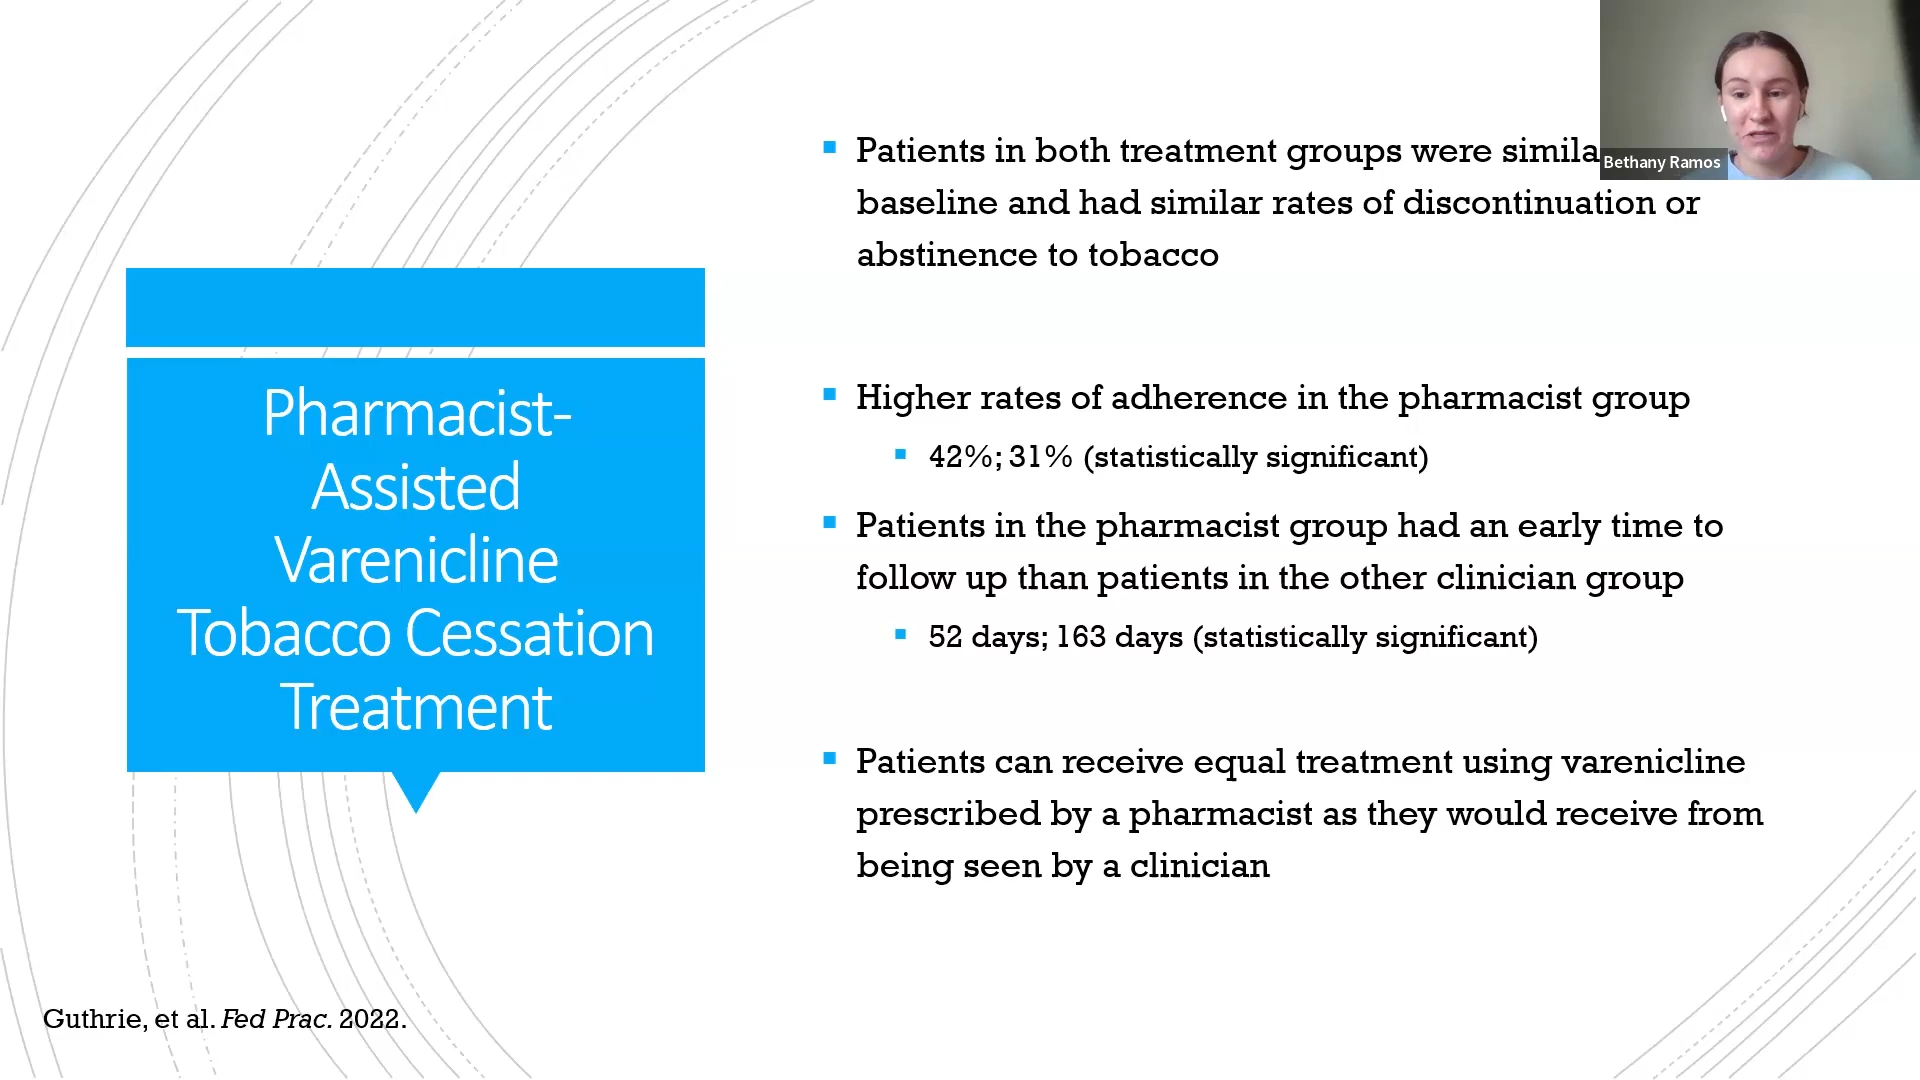 Pharmacist-
Assisted
Varenicline
Tobacco Cessation
Treatment
Patients in both treatment groups were simila
baseline and had similar rates of discontinuation or
abstinence to tobacco
Higher rates of adherence in the pharmacist group
42%; 31% (statistically significant)
Patients in the pharmacist group had an early time to
follow up than patients in the other clinician group
52 days; 163 days (statistically significant)
Patients can receive equal treatment using varenicline
prescribed by a pharmacist as they would receive from
being seen by a clinician
Guthrie, et al. Fed Prac. 2022.
Bethany Ramos